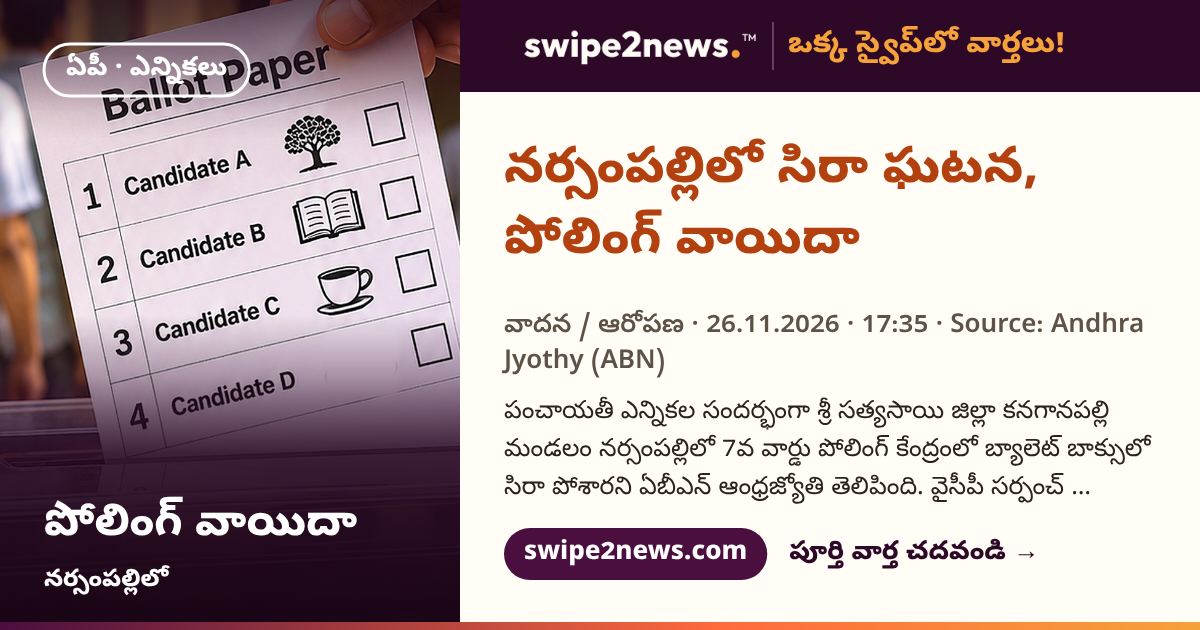 ఏపీ · ఎన్నికలు
Ballot Paper
1 Candidate A
2 Candidate B
3 Candidate C
4 Candidate D
పోలింగ్ వాయిదా
నర్సంపల్లిలో
swipe2news.™ ఒక్క స్వైప్‌లో వార్తలు!
నర్సంపల్లిలో సిరా ఘటన,
పోలింగ్ వాయిదా
వాదన / ఆరోపణ · 26.11.2026 · 17:35 · Source: Andhra
Jyothy (ABN)
పంచాయతీ ఎన్నికల సందర్భంగా శ్రీ సత్యసాయి జిల్లా కనగానపల్లి
మండలం నర్సంపల్లిలో 7వ వార్డు పోలింగ్ కేంద్రంలో బ్యాలెట్ బాక్సులో
సిరా పోశారని ఏబీఎన్ ఆంధ్రజ్యోతి తెలిపింది. వైసీపీ సర్పంచ్ ...
swipe2news.com పూర్తి వార్త చదవండి →